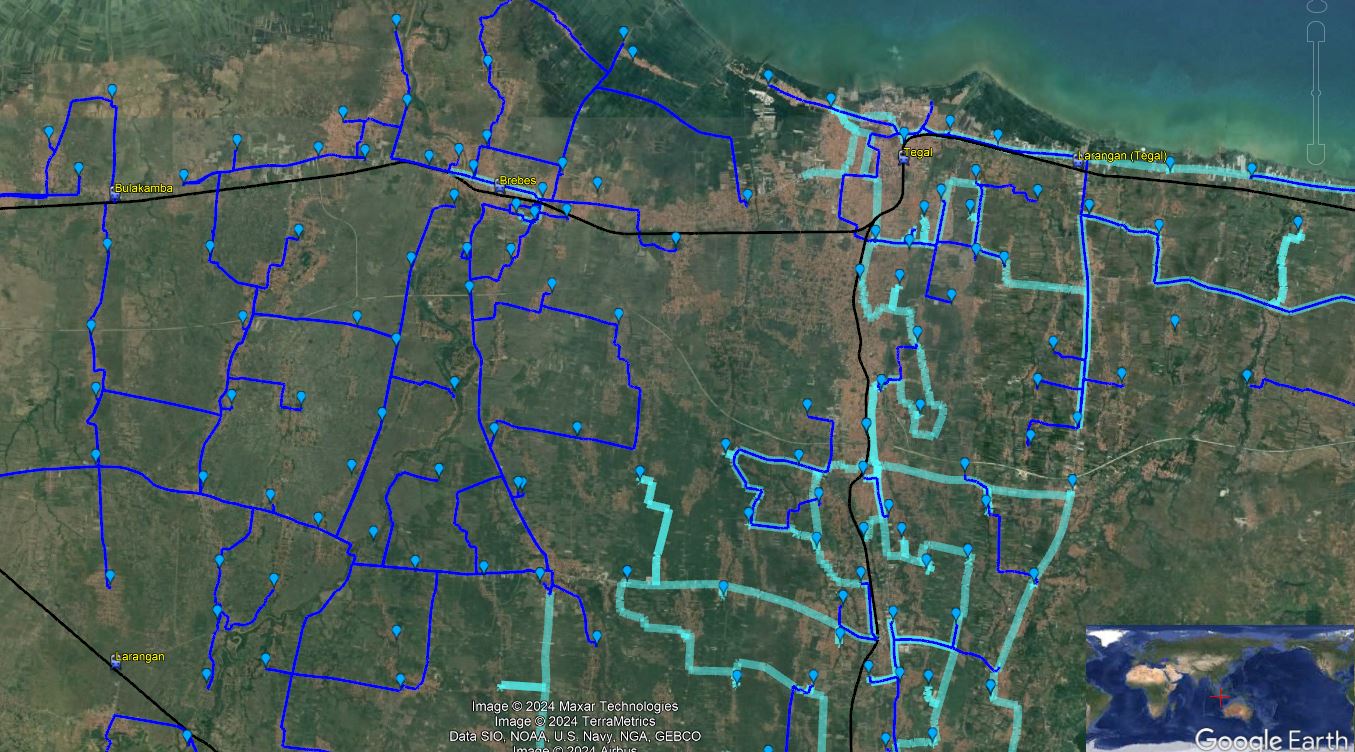 Tegal
Larangan (Tegal)
Brebes
Bulakamba
Larangan
Image © 2024 Maxar Technologies
Image © 2024 TerraMetrics
Data SIO, NOAA, U.S. Navy, NGA, GEBCO
Image © 2024 Airbus
Google Earth